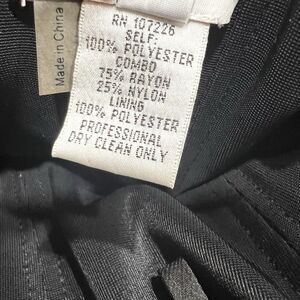 Made in China
RN 107226
SELF:
100% POLYESTER
COMBO
75% RAYON
25% NYLON
LINING
100% POLYESTER
PROFESSIONAL
DRY CLEAN ONLY